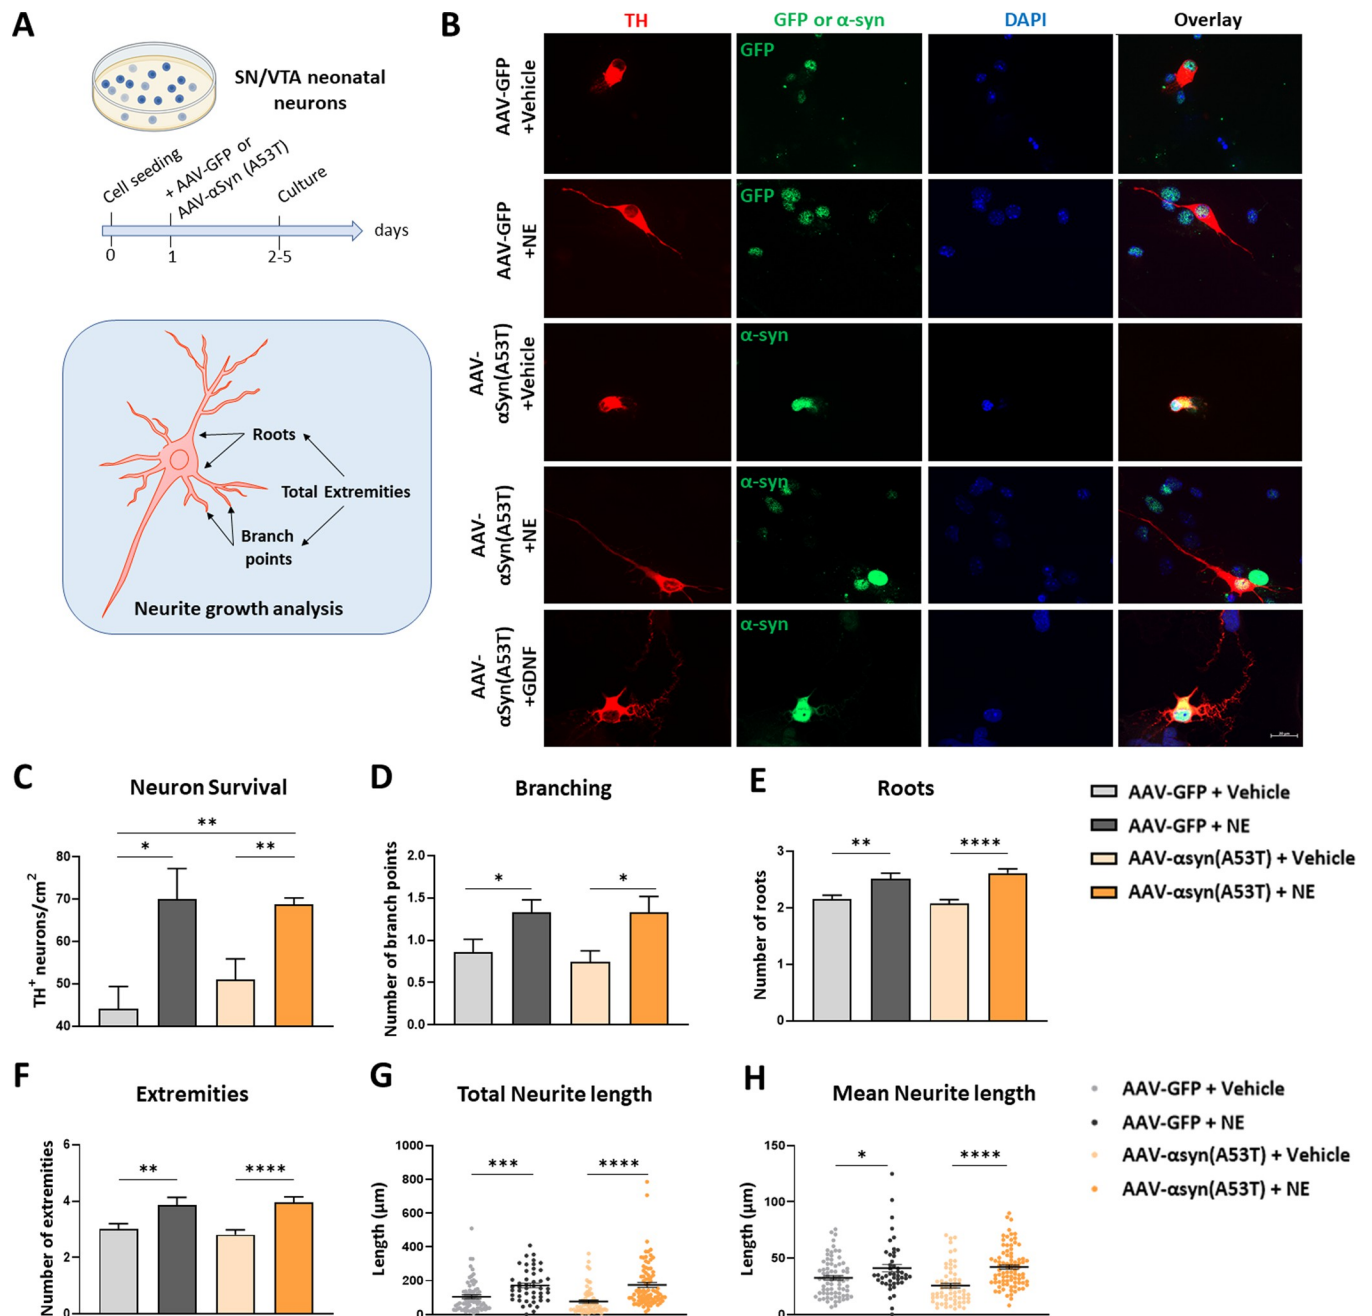 A
SN/VTA neonatal
neurons
Cell seeding
+ AAV-GFP or
AAV-αSyn (A53T)
Culture
days
0
1
2-5
Roots
Total Extremities
Branch
points
Neurite growth analysis
B
TH
GFP or α-syn
DAPI
Overlay
AAV-GFP
+Vehicle
GFP
AAV-GFP
+NE
GFP
AAV-
αSyn(A53T)
+Vehicle
α-syn
AAV-
αSyn(A53T)
+NE
α-syn
AAV-
αSyn(A53T)
+GDNF
α-syn
C
Neuron Survival
TH+ neurons/cm2
80
70
60
50
40
*
**
**
D
Branching
Number of branch points
2.0
1.5
1.0
0.5
0.0
*
*
E
Roots
Number of roots
3
2
1
0
**
****
AAV-GFP + Vehicle
AAV-GFP + NE
AAV-αsyn(A53T) + Vehicle
AAV-αsyn(A53T) + NE
F
Extremities
Number of extremities
6
4
2
0
**
****
G
Total Neurite length
Length (µm)
1000
800
600
400
200
0
***
****
H
Mean Neurite length
Length (µm)
150
100
50
0
*
****
AAV-GFP + Vehicle
AAV-GFP + NE
AAV-αsyn(A53T) + Vehicle
AAV-αsyn(A53T) + NE